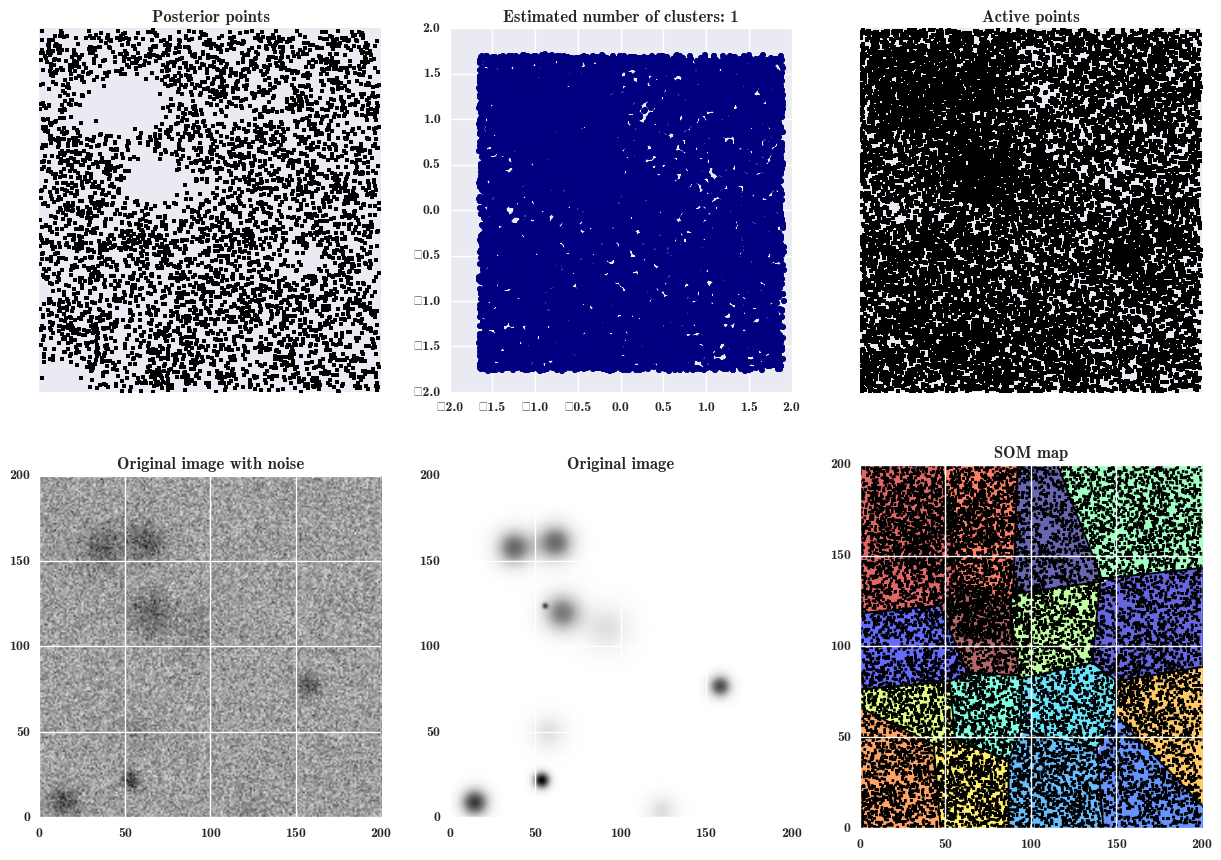 Posterior points
Estimated number of clusters: 1
Active points
2.0
1.5
1.0
0.5
0.0
□0.5
□1.0
□1.5
□2.0
□2.0 □1.5 □1.0 □0.5 0.0 0.5 1.0 1.5 2.0
Original image with noise
200
150
100
50
0
0 50 100 150 200
Original image
200
150
100
50
0
0 50 100 150 200
SOM map
200
150
100
50
0
0 50 100 150 200